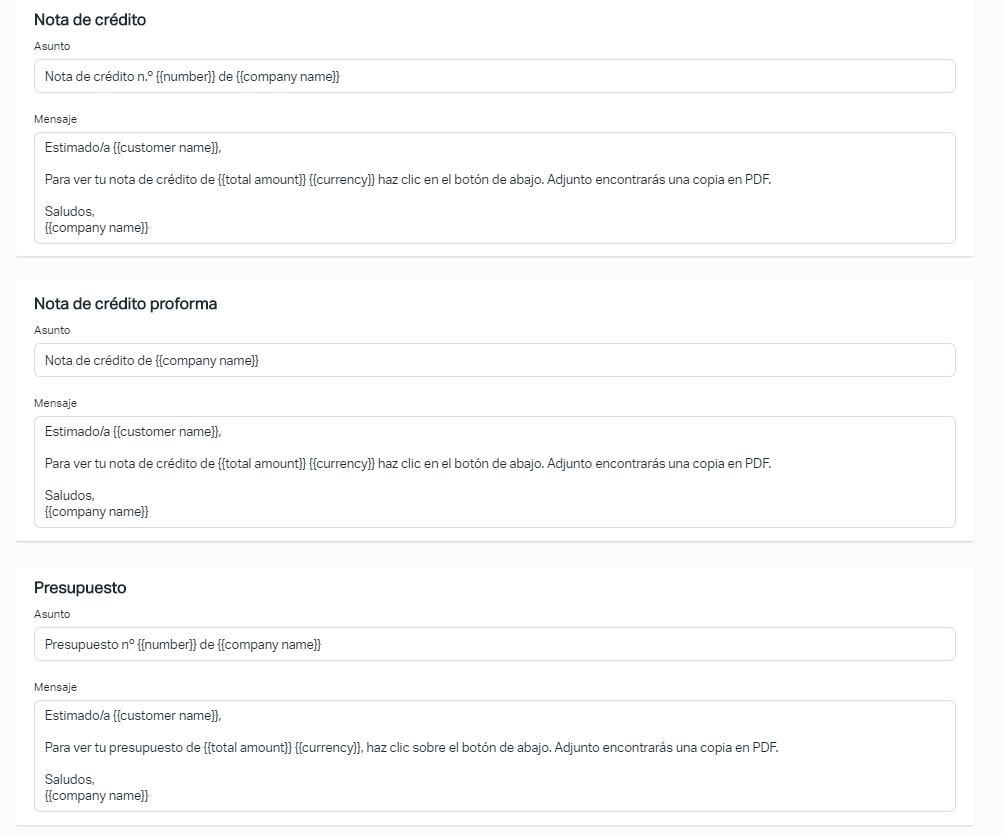 Nota de crédito
Asunto
Nota de crédito n.º {{number}} de {{company name}}
Mensaje
Estimado/a {{customer name}},
Para ver tu nota de crédito de {{total amount}} {{currency}} haz clic en el botón de abajo. Adjunto encontrarás una copia en PDF.
Saludos,
{{company name}}
Nota de crédito proforma
Asunto
Nota de crédito de {{company name}}
Mensaje
Estimado/a {{customer name}},
Para ver tu nota de crédito de {{total amount}} {{currency}} haz clic en el botón de abajo. Adjunto encontrarás una copia en PDF.
Saludos,
{{company name}}
Presupuesto
Asunto
Presupuesto nº {{number}} de {{company name}}
Mensaje
Estimado/a {{customer name}},
Para ver tu presupuesto de {{total amount}} {{currency}}, haz clic sobre el botón de abajo. Adjunto encontrarás una copia en PDF.
Saludos,
{{company name}}